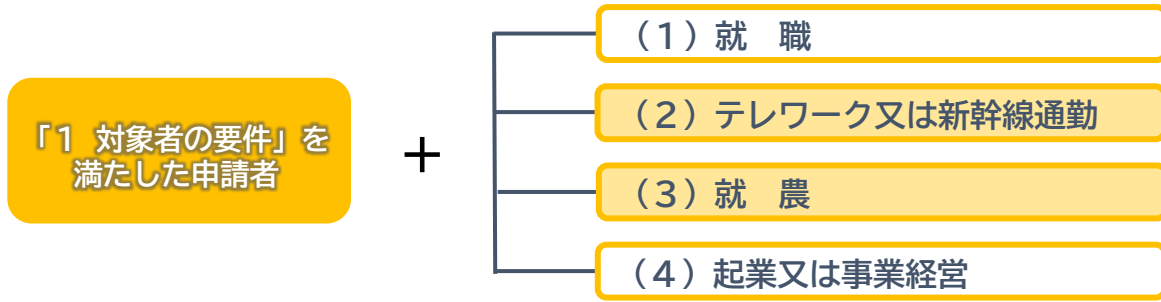 「1 対象者の要件」を
満たした申請者
＋
（1）就　職
（2）テレワーク又は新幹線通勤
（3）就　農
（4）起業又は事業経営